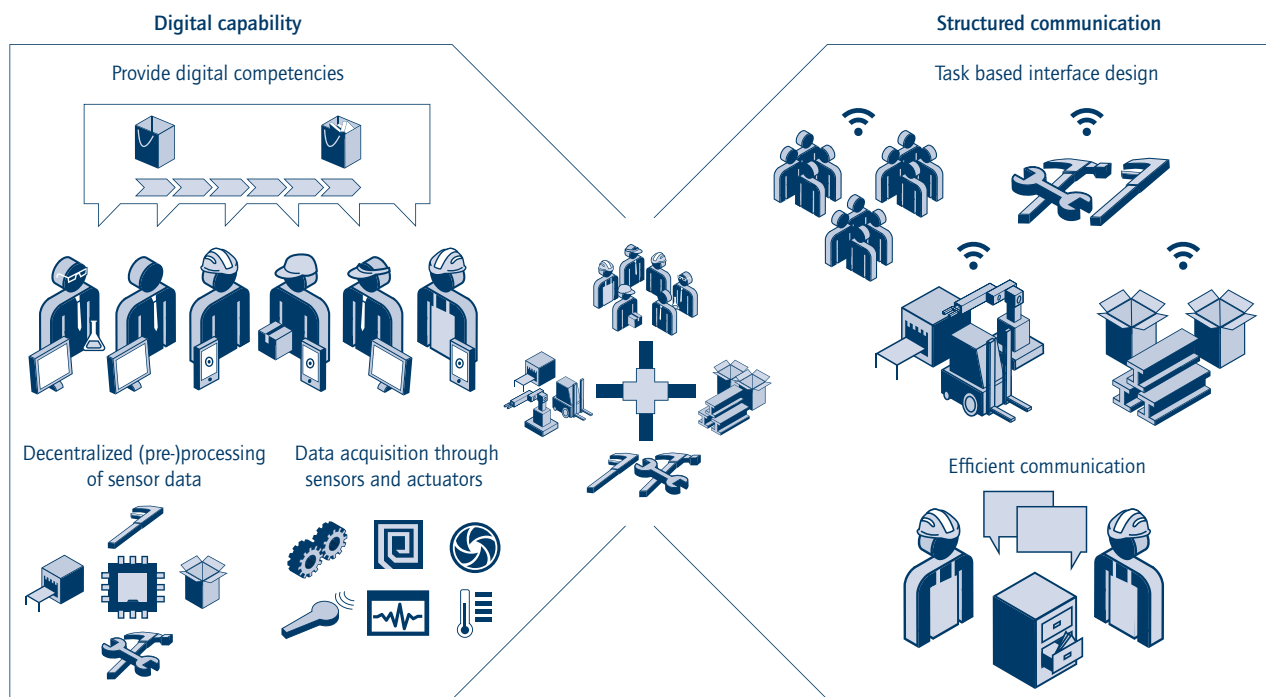 Digital capability
Provide digital competencies
Decentralized (pre-)processing
of sensor data
Data acquisition through
sensors and actuators
Structured communication
Task based interface design
Efficient communication